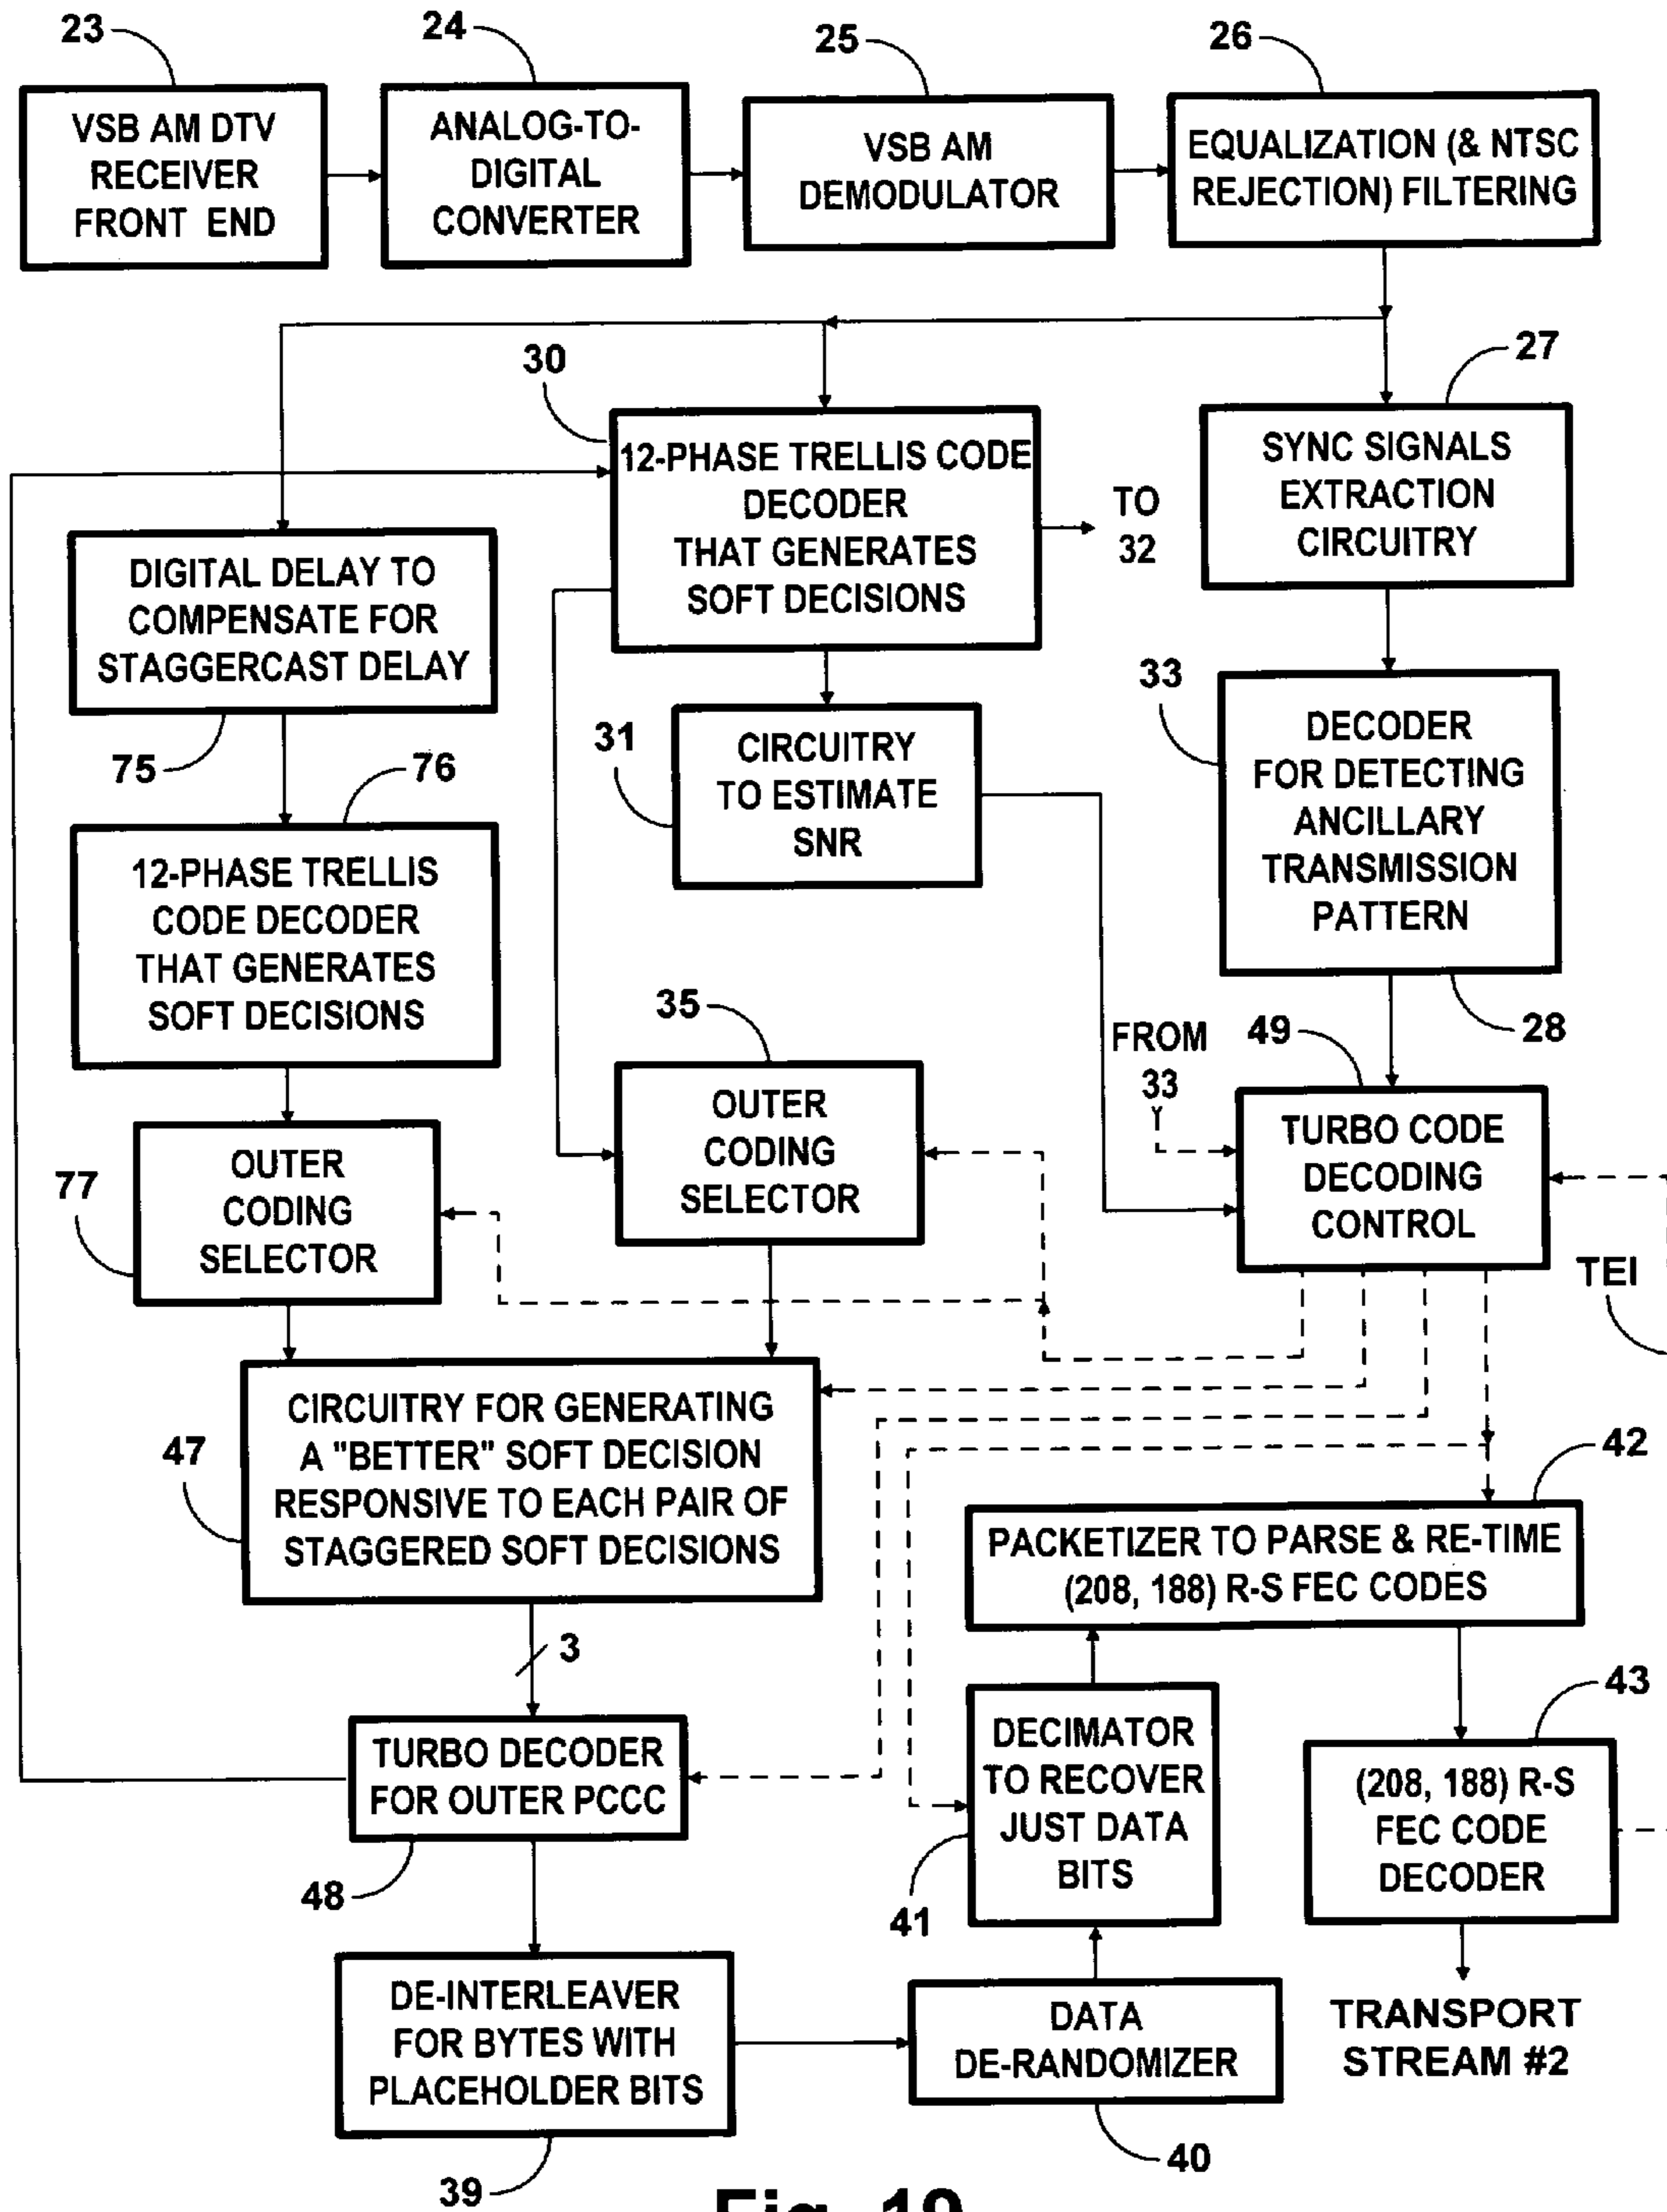 23
24
25
26
VSB AM DTV
RECEIVER
FRONT END
ANALOG-TO-
DIGITAL
CONVERTER
VSB AM
DEMODULATOR
EQUALIZATION (& NTSC
REJECTION) FILTERING
30
27
12-PHASE TRELLIS CODE
DECODER
THAT GENERATES
SOFT DECISIONS
TO
32
SYNC SIGNALS
EXTRACTION
CIRCUITRY
DIGITAL DELAY TO
COMPENSATE FOR
STAGGERCAST DELAY
75
76
31
CIRCUITRY
TO ESTIMATE
SNR
33
DECODER
FOR DETECTING
ANCILLARY
TRANSMISSION
PATTERN
28
12-PHASE TRELLIS
CODE DECODER
THAT GENERATES
SOFT DECISIONS
35
FROM
33
49
OUTER
CODING
SELECTOR
TURBO CODE
DECODING
CONTROL
77
OUTER
CODING
SELECTOR
TEI
47
CIRCUITRY FOR GENERATING
A "BETTER" SOFT DECISION
RESPONSIVE TO EACH PAIR OF
STAGGERED SOFT DECISIONS
42
PACKETIZER TO PARSE & RE-TIME
(208, 188) R-S FEC CODES
3
43
TURBO DECODER
FOR OUTER PCCC
48
DECIMATOR
TO RECOVER
JUST DATA
BITS
41
(208, 188) R-S
FEC CODE
DECODER
DE-INTERLEAVER
FOR BYTES WITH
PLACEHOLDER BITS
39
DATA
DE-RANDOMIZER
40
TRANSPORT
STREAM #2
Fig. 19